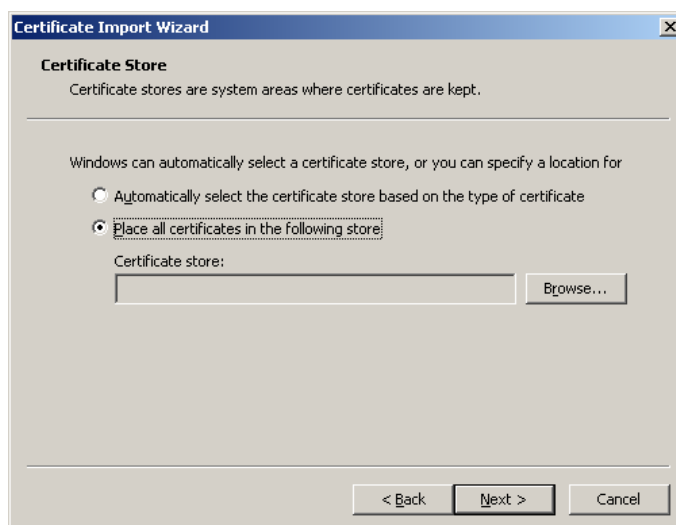 Certificate Import Wizard
Certificate Store
Certificate stores are system areas where certificates are kept.
Windows can automatically select a certificate store, or you can specify a location for
Automatically select the certificate store based on the type of certificate
Place all certificates in the following store
Certificate store:
Browse...
< Back Next > Cancel